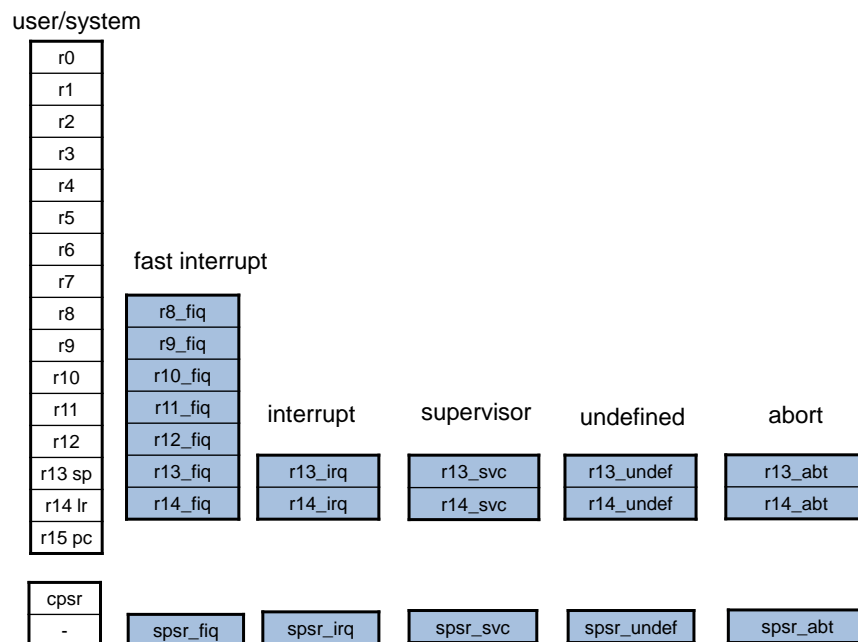 user/system
r0
r1
r2
r3
r4
r5
r6
r7
r8
r9
r10
r11
r12
r13 sp
r14 lr
r15 pc
cpsr
-
fast interrupt
r8_fiq
r9_fiq
r10_fiq
r11_fiq
r12_fiq
r13_fiq
r14_fiq
spsr_fiq
interrupt
r13_irq
r14_irq
spsr_irq
supervisor
r13_svc
r14_svc
spsr_svc
undefined
r13_undef
r14_undef
spsr_undef
abort
r13_abt
r14_abt
spsr_abt